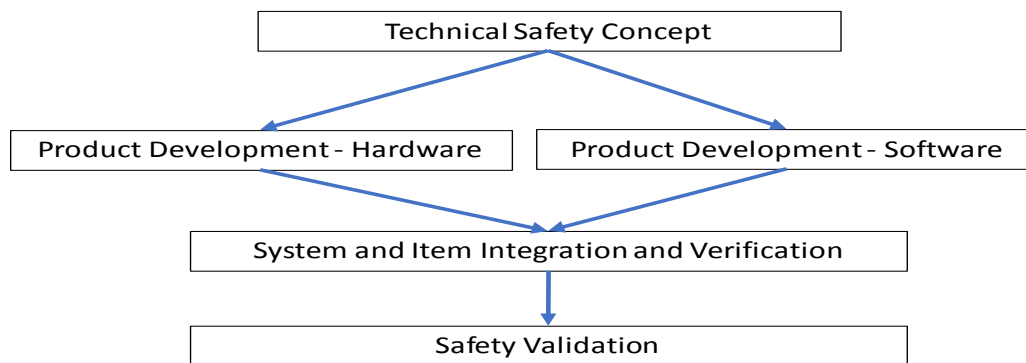 Technical Safety Concept
Product Development - Hardware
Product Development - Software
System and Item Integration and Verification
Safety Validation